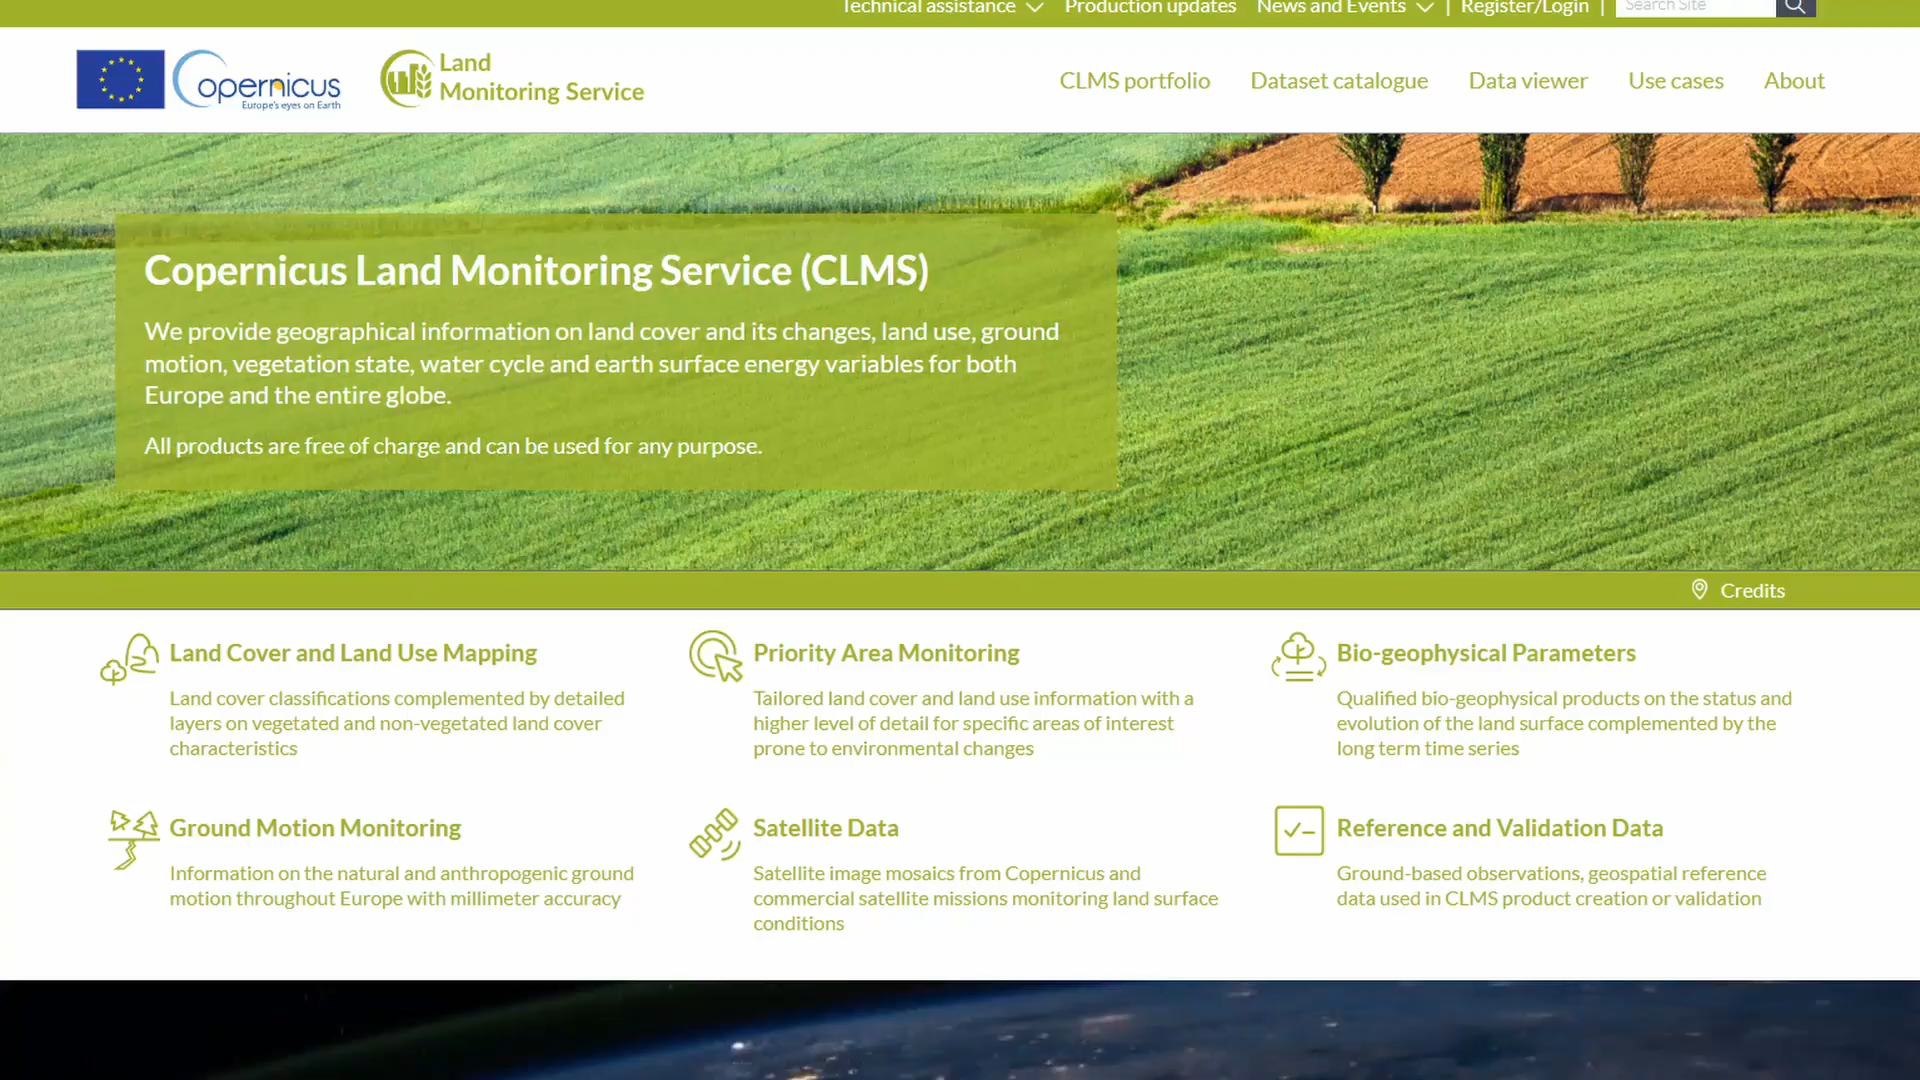 Technical assistance Production updates News and Events | Register/Login | Search Site
Copernicus
Europe's eyes on Earth
Land
Monitoring Service
CLMS portfolio Dataset catalogue Data viewer Use cases About
Copernicus Land Monitoring Service (CLMS)
We provide geographical information on land cover and its changes, land use, ground
motion, vegetation state, water cycle and earth surface energy variables for both
Europe and the entire globe.
All products are free of charge and can be used for any purpose.
Credits
Land Cover and Land Use Mapping
Land cover classifications complemented by detailed
layers on vegetated and non-vegetated land cover
characteristics
Priority Area Monitoring
Tailored land cover and land use information with a
higher level of detail for specific areas of interest
prone to environmental changes
Bio-geophysical Parameters
Qualified bio-geophysical products on the status and
evolution of the land surface complemented by the
long term time series
Ground Motion Monitoring
Information on the natural and anthropogenic ground
motion throughout Europe with millimeter accuracy
Satellite Data
Satellite image mosaics from Copernicus and
commercial satellite missions monitoring land surface
conditions
Reference and Validation Data
Ground-based observations, geospatial reference
data used in CLMS product creation or validation